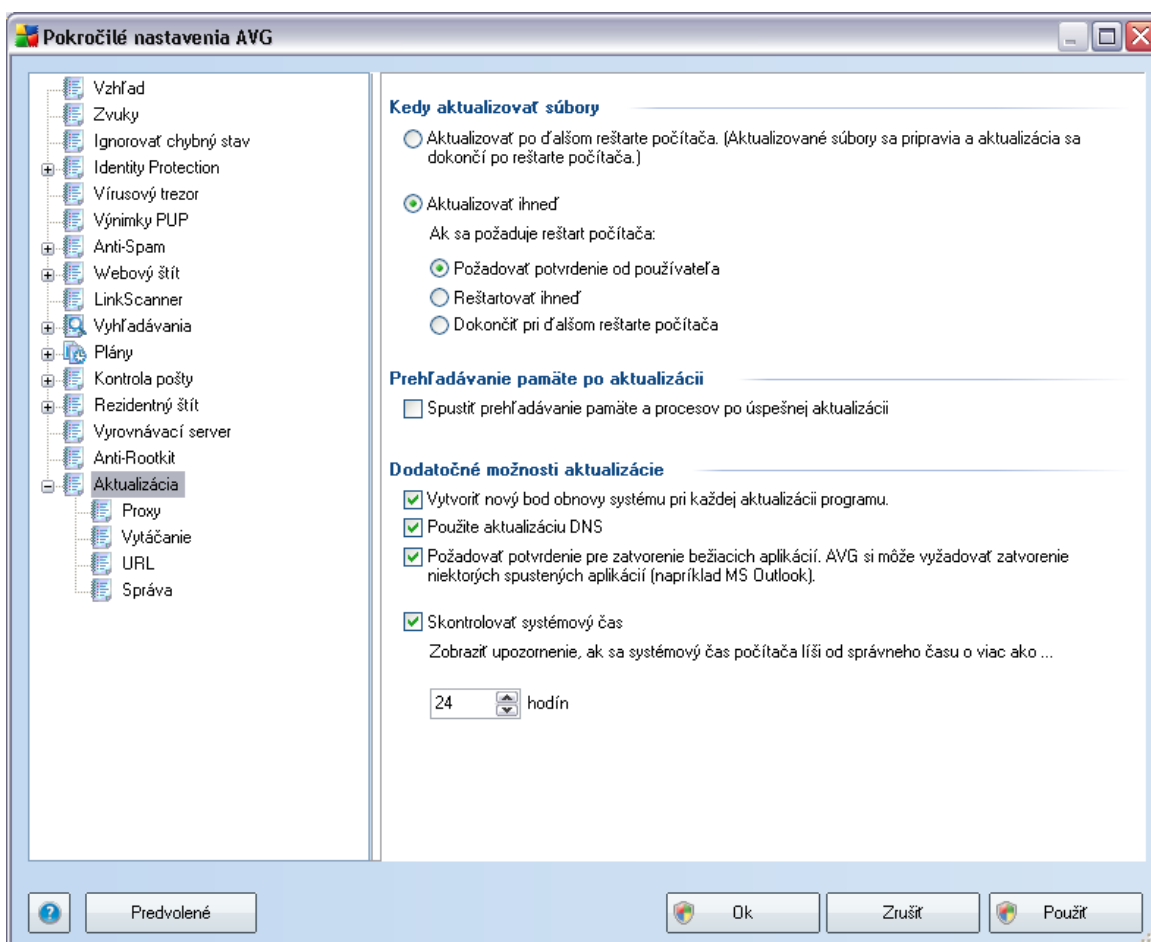 Pokročilé nastavenia AVG
Vzhľad
Zvuky
Ignorovať chybný stav
Identity Protection
Vírusový trezor
Výnimky PUP
Anti-Spam
Webový štít
LinkScanner
Vyhľadávania
Plány
Kontrola pošty
Rezidentný štít
Vyrovnávací server
Anti-Rootkit
Aktualizácia
Proxy
Vytáčanie
URL
Správa
Kedy aktualizovať súbory
Aktualizovať po ďalšom reštarte počítača. (Aktualizované súbory sa pripravia a aktualizácia sa
dokončí po reštarte počítača.)
Aktualizovať ihneď
Ak sa požaduje reštart počítača:
Požadovať potvrdenie od používateľa
Reštartovať ihneď
Dokončiť pri ďalšom reštarte počítača
Prehľadávanie pamäte po aktualizácii
Spustiť prehľadávanie pamäte a procesov po úspešnej aktualizácii
Dodatočné možnosti aktualizácie
Vytvoriť nový bod obnovy systému pri každej aktualizácii programu.
Použite aktualizáciu DNS
Požadovať potvrdenie pre zatvorenie bežiacich aplikácií. AVG si môže vyžadovať zatvorenie
niektorých spustených aplikácií (napríklad MS Outlook).
Skontrolovať systémový čas
Zobraziť upozornenie, ak sa systémový čas počítača líši od správneho času o viac ako ...
24 hodín
Predvolené
Ok
Zrušiť
Použiť